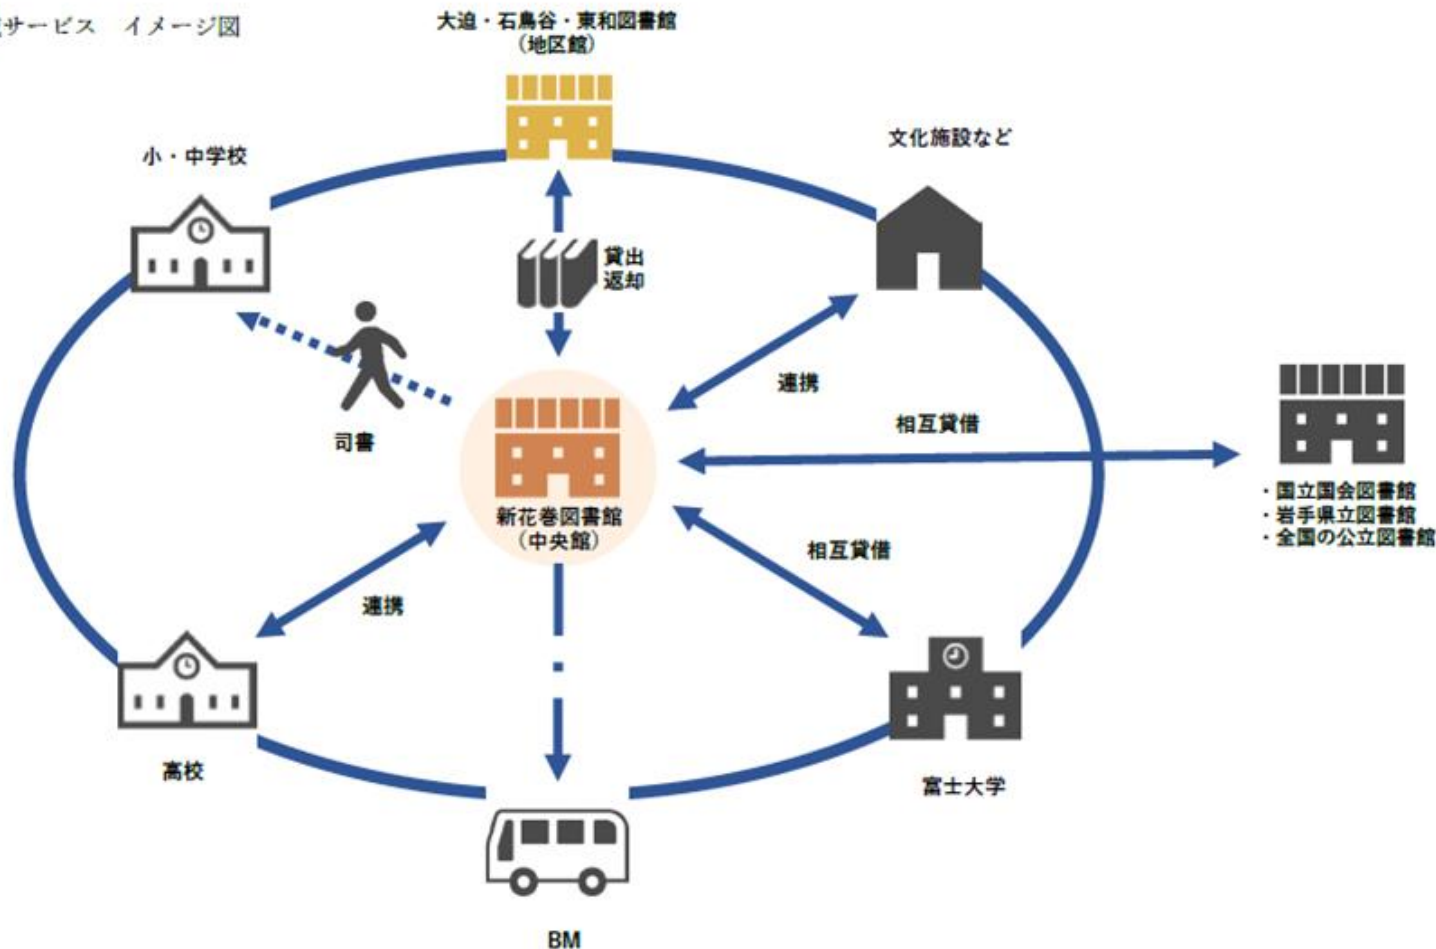 サービス　イメージ図
大迫・石鳥谷・東和図書館
（地区館）
文化施設など
小・中学校
貸出
返却
連携
相互貸借
司書
・国立国会図書館
・岩手県立図書館
・全国の公立図書館
新花巻図書館
（中央館）
相互貸借
連携
高校
富士大学
BM